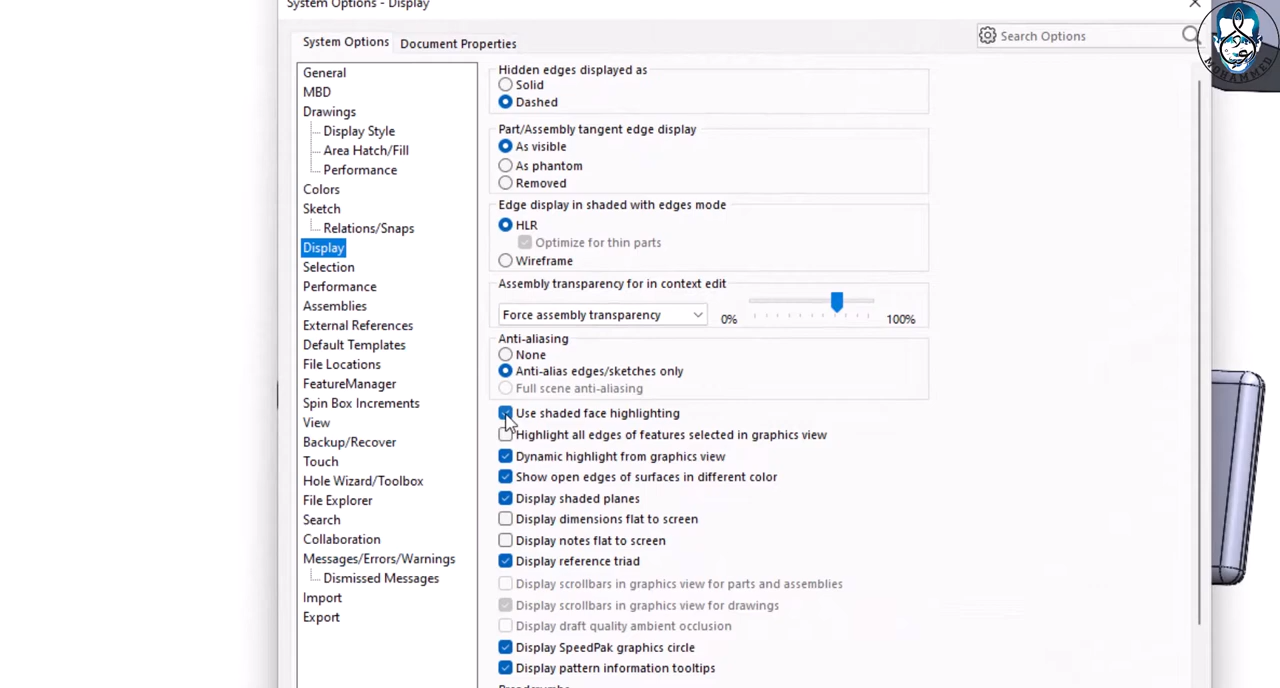 System Options - Display
System Options
Document Properties
Search Options
General
MBD
Drawings
Display Style
Area Hatch/Fill
Performance
Colors
Sketch
Relations/Snaps
Display
Selection
Performance
Assemblies
External References
Default Templates
File Locations
FeatureManager
Spin Box Increments
View
Backup/Recover
Touch
Hole Wizard/Toolbox
File Explorer
Search
Collaboration
Messages/Errors/Warnings
Dismissed Messages
Import
Export
Hidden edges displayed as
Solid
Dashed
Part/Assembly tangent edge display
As visible
As phantom
Removed
Edge display in shaded with edges mode
HLR
Optimize for thin parts
Wireframe
Assembly transparency for in context edit
Force assembly transparency
0%
100%
Anti-aliasing
None
Anti-alias edges/sketches only
Full scene anti-aliasing
Use shaded face highlighting
Highlight all edges of features selected in graphics view
Dynamic highlight from graphics view
Show open edges of surfaces in different color
Display shaded planes
Display dimensions flat to screen
Display notes flat to screen
Display reference triad
Display scrollbars in graphics view for parts and assemblies
Display scrollbars in graphics view for drawings
Display draft quality ambient occlusion
Display SpeedPak graphics circle
Display pattern information tooltips
MOHAMMED